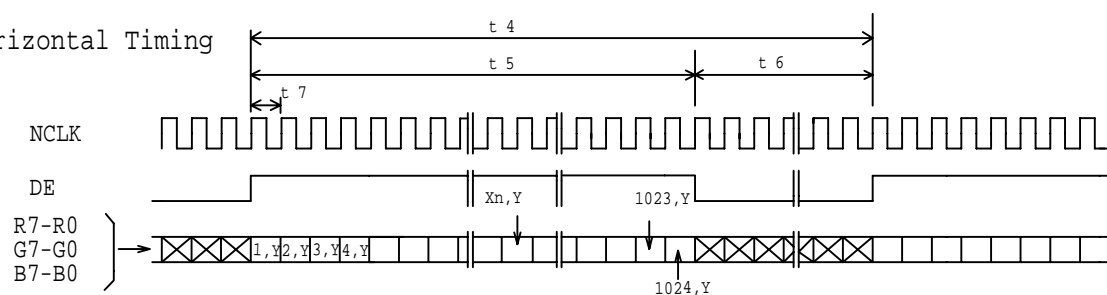 t 4
rizontal Timing
t 5
t 6
t 7
NCLK
DE
Xn,Y
1023,Y
R7-R0
G7-G0
B7-B0
1,Y 2,Y 3,Y 4,Y
1024,Y